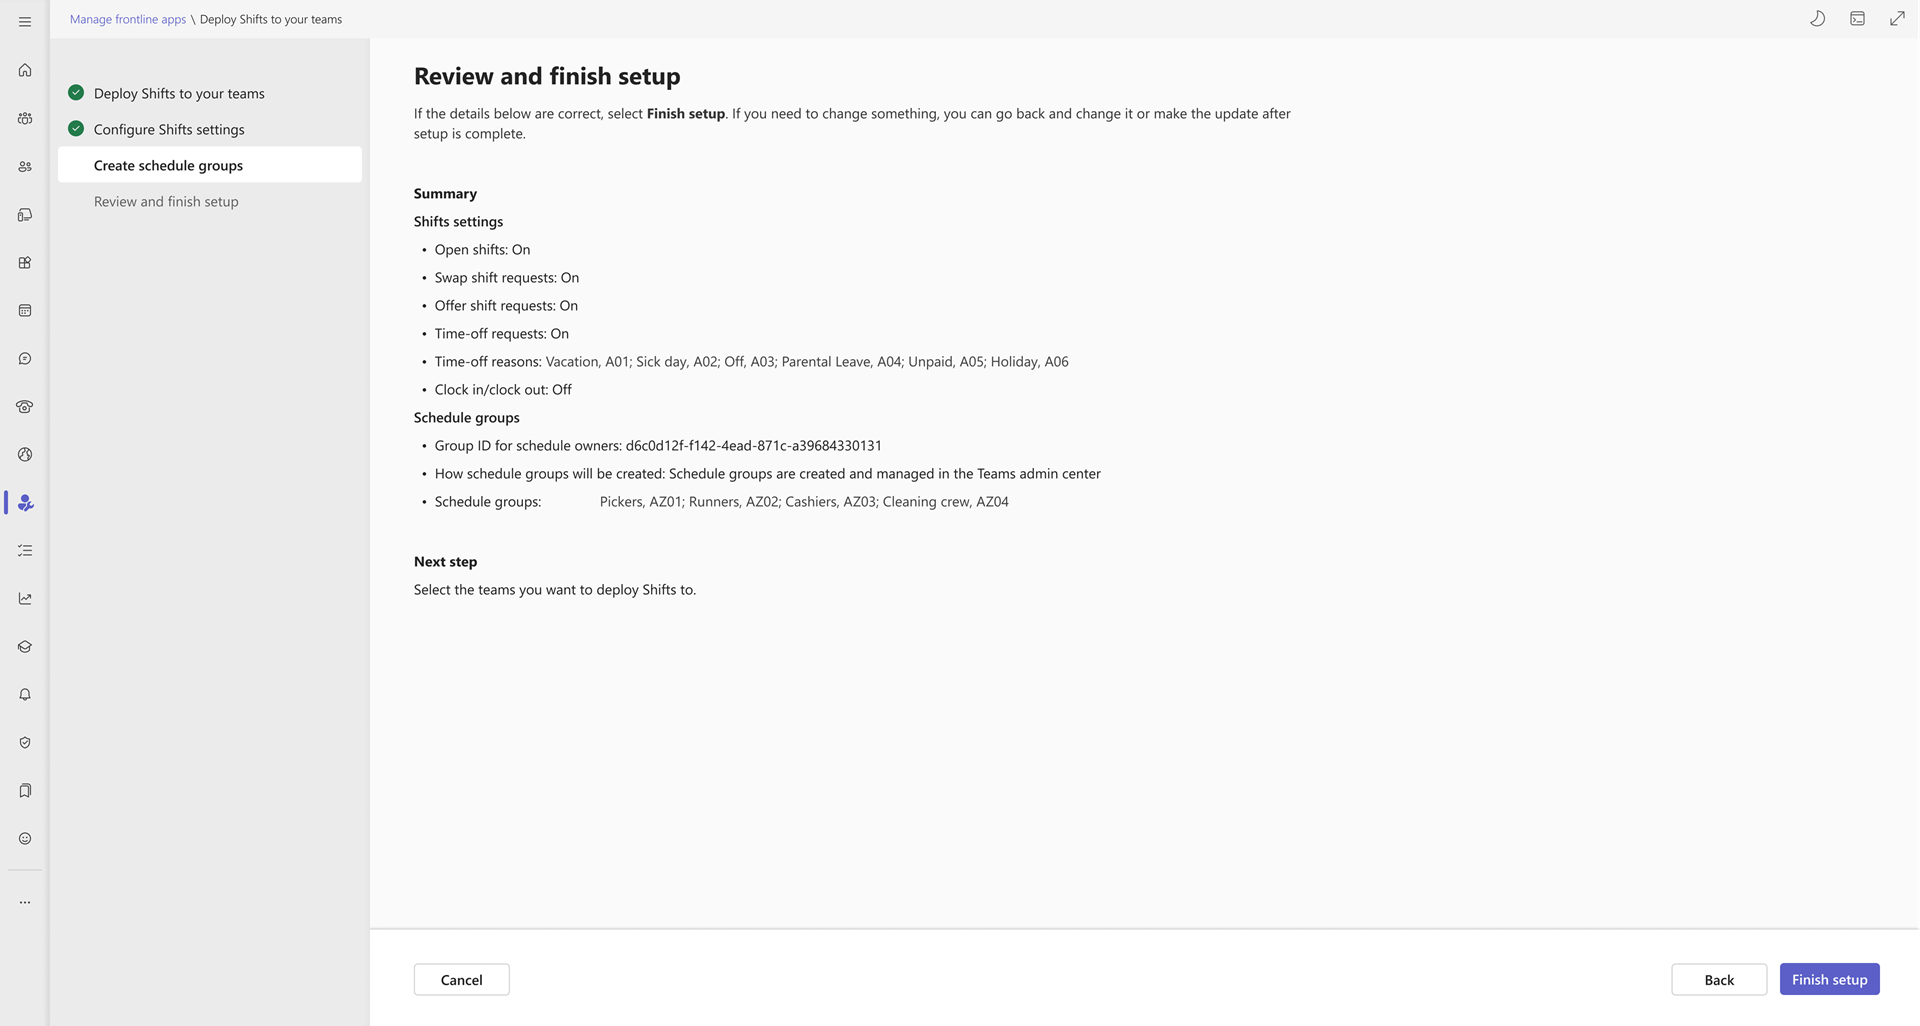 Manage frontline apps \ Deploy Shifts to your teams
Deploy Shifts to your teams
Configure Shifts settings
Create schedule groups
Review and finish setup
Review and finish setup
If the details below are correct, select Finish setup. If you need to change something, you can go back and change it or make the update after
setup is complete.
Summary
Shifts settings
• Open shifts: On
• Swap shift requests: On
• Offer shift requests: On
• Time-off requests: On
• Time-off reasons: Vacation, A01; Sick day, A02; Off, A03; Parental Leave, A04; Unpaid, A05; Holiday, A06
• Clock in/clock out: Off
Schedule groups
• Group ID for schedule owners: d6c0d12f-f142-4ead-871c-a39684330131
• How schedule groups will be created: Schedule groups are created and managed in the Teams admin center
• Schedule groups: Pickers, AZ01; Runners, AZ02; Cashiers, AZ03; Cleaning crew, AZ04
Next step
Select the teams you want to deploy Shifts to.
Cancel
Back
Finish setup